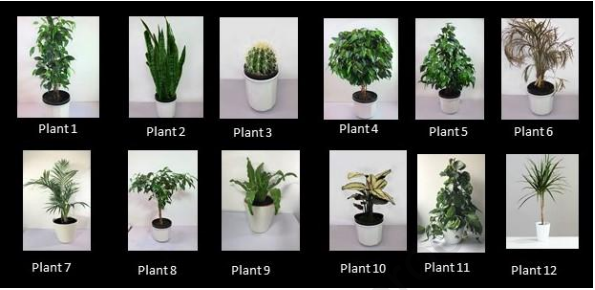 Plant 1
Plant 2
Plant 3
Plant 4
Plant 5
Plant 6
Plant 7
Plant 8
Plant 9
Plant 10
Plant 11
Plant 12